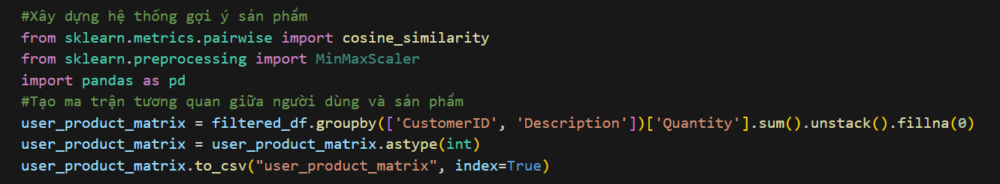 #Xây dựng hệ thống gợi ý sản phẩm
from sklearn.metrics.pairwise import cosine_similarity
from sklearn.preprocessing import MinMaxScaler
import pandas as pd
#Tạo ma trận tương quan giữa người dùng và sản phẩm
user_product_matrix = filtered_df.groupby(['CustomerID', 'Description'])['Quantity'].sum().unstack().fillna(0)
user_product_matrix = user_product_matrix.astype(int)
user_product_matrix.to_csv("user_product_matrix", index=True)